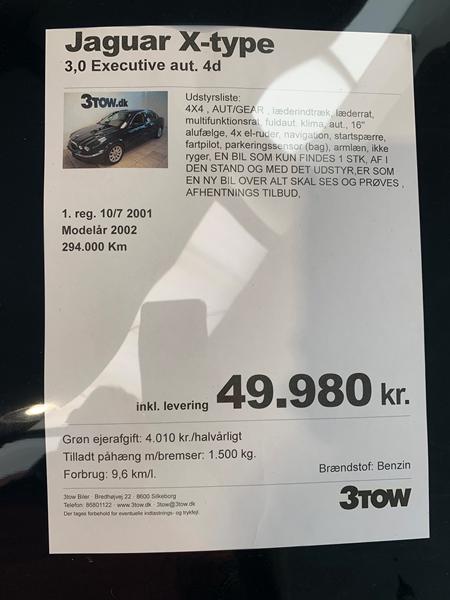 Jaguar X-type
3,0 Executive aut. 4d
3TOW.dk
Udstyrsliste:
4X4 , AUT/GEAR , læderindtræk, læderrat,
multifunktionsrat, fuldaut. klima, aut., 16"
alufælge, 4x el-ruder, navigation, startspærre,
fartpilot, parkeringssensor (bag), armlæn, ikke
ryger, EN BIL SOM KUN FINDES 1 STK, AF I
DEN STAND OG MED DET UDSTYR,ER SOM
EN NY BIL OVER ALT SKAL SES OG PRØVES ,
AFHENTNINGS TILBUD,
1. reg. 10/7 2001
Modelår 2002
294.000 Km
inkl. levering 49.980 kr.
Grøn ejerafgift: 4.010 kr./halvårligt
Tilladt påhæng m/bremser: 1.500 kg.
Forbrug: 9,6 km/l.
Brændstof: Benzin
3tow Biler · Bredhøjvej 22 · 8600 Silkeborg
Telefon: 86801122 · www.3tow.dk · 3tow@3tow.dk
Der tages forbehold for eventuelle indtastnings- og trykfejl.
3TOW